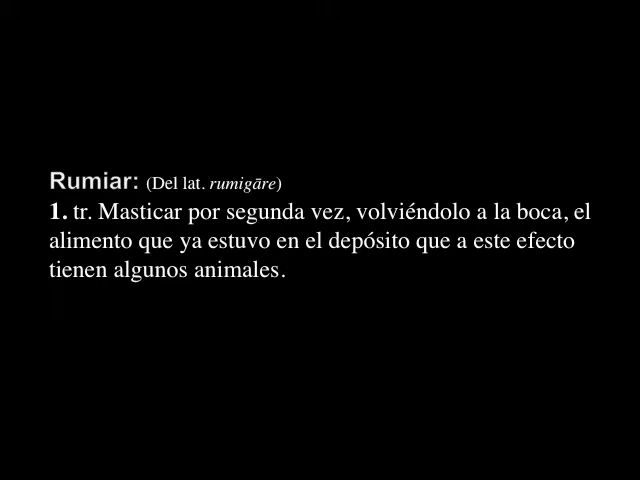 Rumiar: (Del lat. rumigāre)
1. tr. Masticar por segunda vez, volviéndolo a la boca, el
alimento que ya estuvo en el depósito que a este efecto
tienen algunos animales.